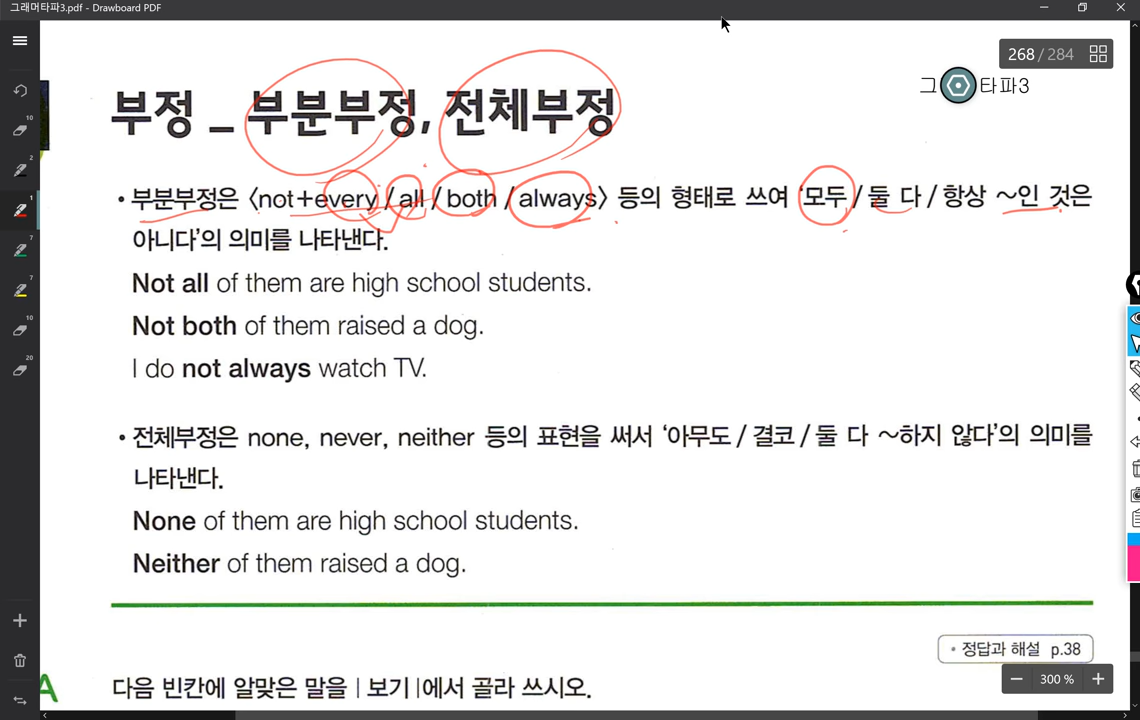 그래머타파3.pdf - Drawboard PDF
268 / 284
그 타파3
부정 _ 부분부정, 전체부정
• 부분부정은 〈not+every / all / both / always〉 등의 형태로 쓰여 ‘모두 / 둘 다 / 항상 ~인 것은
아니다’의 의미를 나타낸다.
Not all of them are high school students.
Not both of them raised a dog.
I do not always watch TV.
• 전체부정은 none, never, neither 등의 표현을 써서 ‘아무도 / 결코 / 둘 다 ~하지 않다’의 의미를
나타낸다.
None of them are high school students.
Neither of them raised a dog.
• 정답과 해설 p.38
300 %
A 다음 빈칸에 알맞은 말을 | 보기 |에서 골라 쓰시오.
10
2
1
7
7
10
20